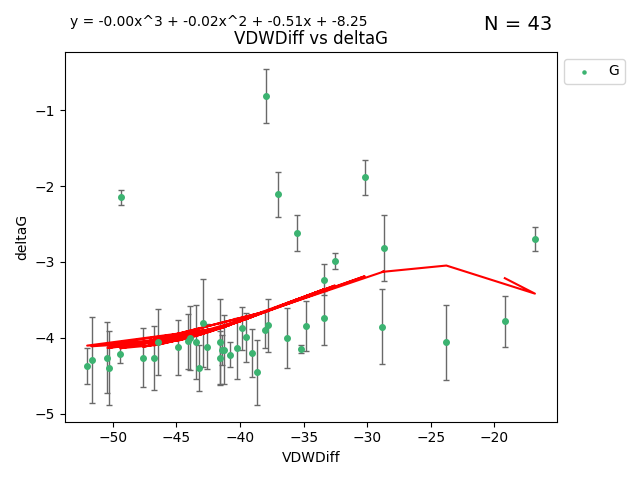 y = -0.00x^3 + -0.02x^2 + -0.51x + -8.25
N = 43
VDWDiff vs deltaG
G
deltaG
−1
−2
−3
−4
−5
−50
−45
−40
−35
−30
−25
−20
VDWDiff